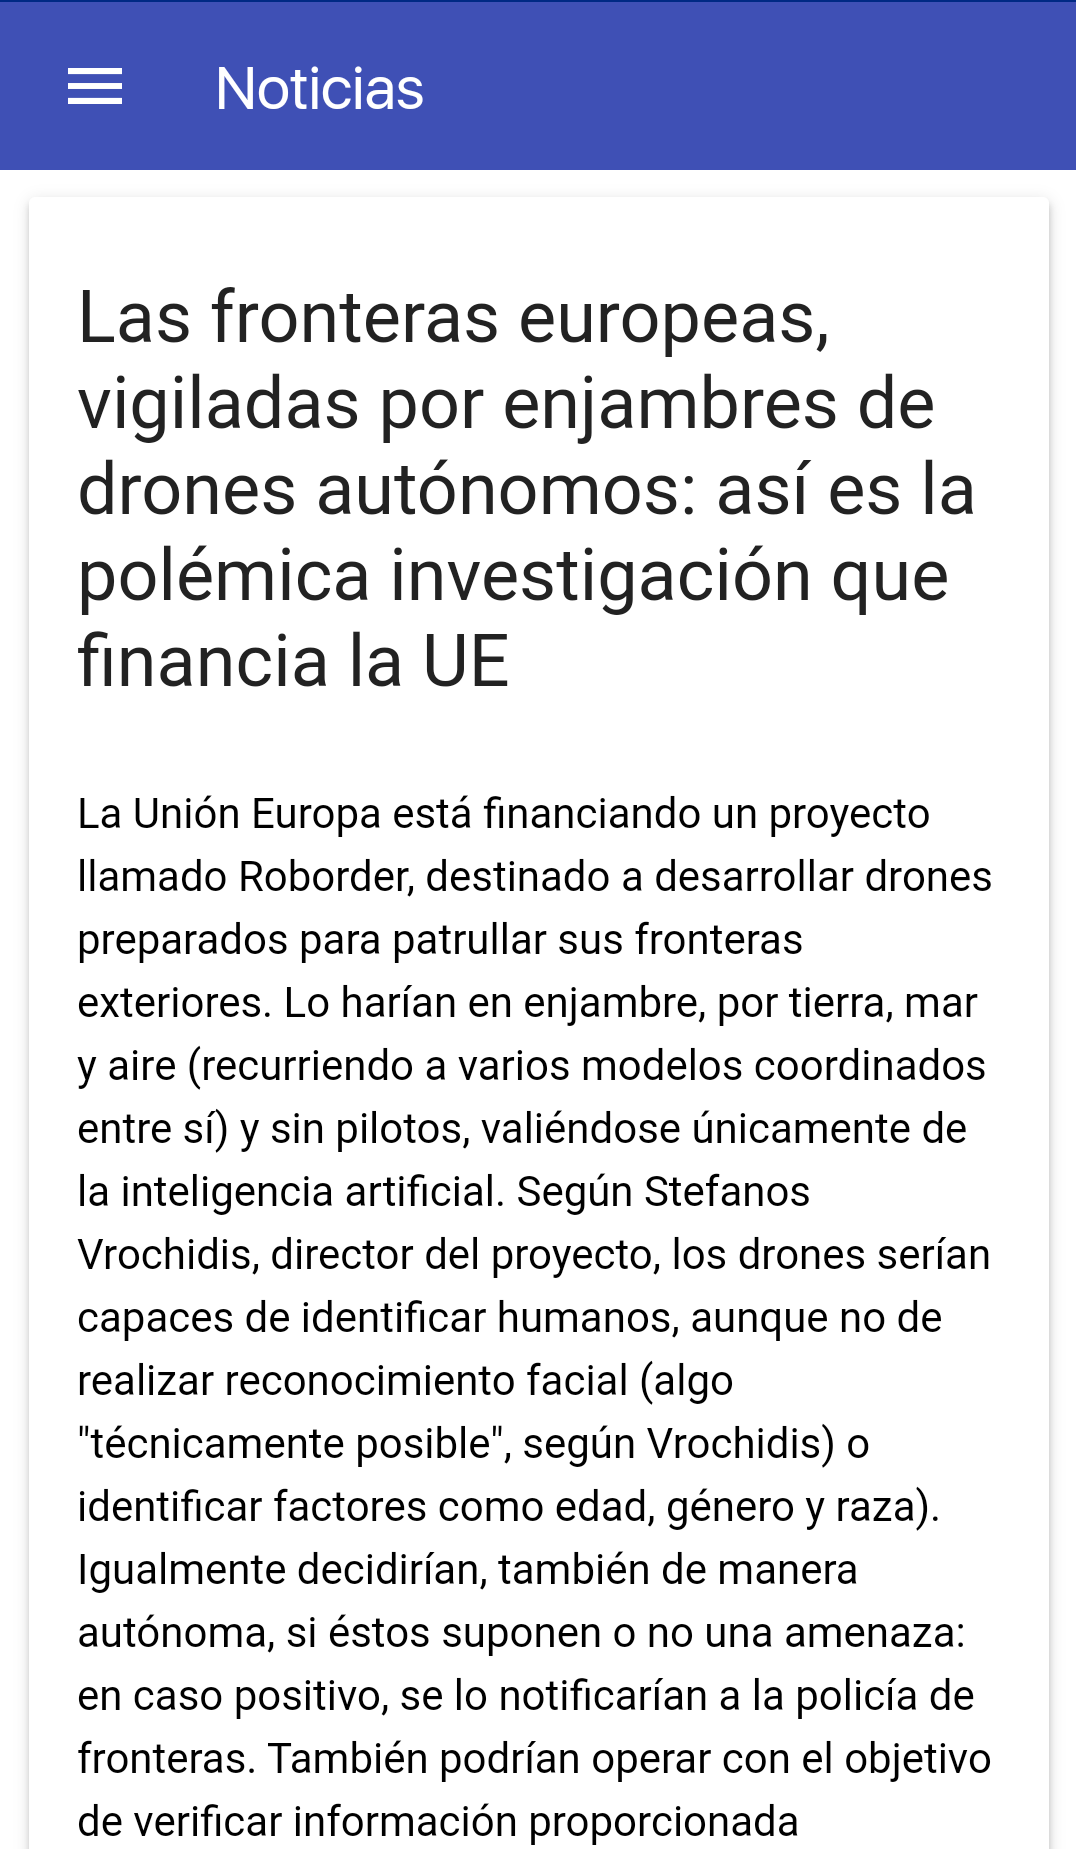 Noticias
Las fronteras europeas,
vigiladas por enjambres de
drones autónomos: así es la
polémica investigación que
financia la UE
La Unión Europa está financiando un proyecto
llamado Roborder, destinado a desarrollar drones
preparados para patrullar sus fronteras
exteriores. Lo harían en enjambre, por tierra, mar
y aire (recurriendo a varios modelos coordinados
entre sí) y sin pilotos, valiéndose únicamente de
la inteligencia artificial. Según Stefanos
Vrochidis, director del proyecto, los drones serían
capaces de identificar humanos, aunque no de
realizar reconocimiento facial (algo
"técnicamente posible", según Vrochidis) o
identificar factores como edad, género y raza).
Igualmente decidirían, también de manera
autónoma, si éstos suponen o no una amenaza:
en caso positivo, se lo notificarían a la policía de
fronteras. También podrían operar con el objetivo
de verificar información proporcionada